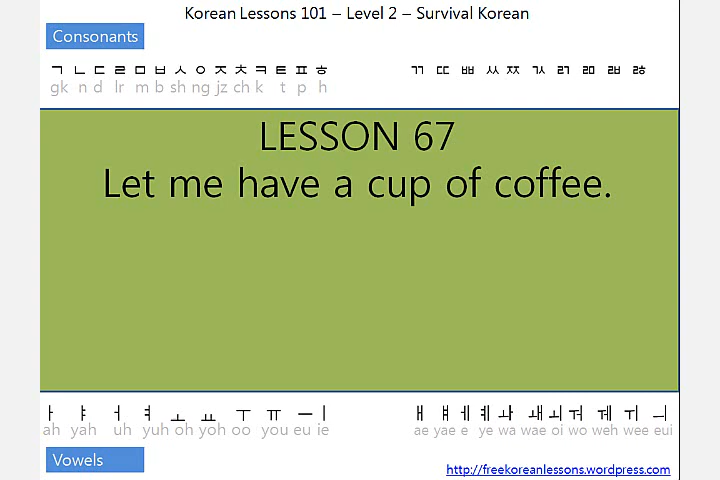 Korean Lessons 101 – Level 2 – Survival Korean
Consonants
ㄱ ㄴ ㄷ ㄹ ㅁ ㅂ ㅅ ㅇ ㅈ ㅊ ㅋ ㅌ ㅍ ㅎ ㄲ ㄸ ㅃ ㅆ ㅉ ㄳ ㄺ ㄻ ㄼ ㅀ
gk n d lr m b sh ng jz ch k t p h
LESSON 67
Let me have a cup of coffee.
ㅏ ㅑ ㅓ ㅕ ㅗ ㅛ ㅜ ㅠ ㅡ ㅣ ㅐ ㅒ ㅔ ㅖ ㅘ ㅙ ㅚ ㅝ ㅞ ㅟ ㅢ
ah yah uh yuh oh yoh oo you eu ie ae yae e ye wa wae oi wo weh wee eui
Vowels
http://freekoreanlessons.wordpress.com